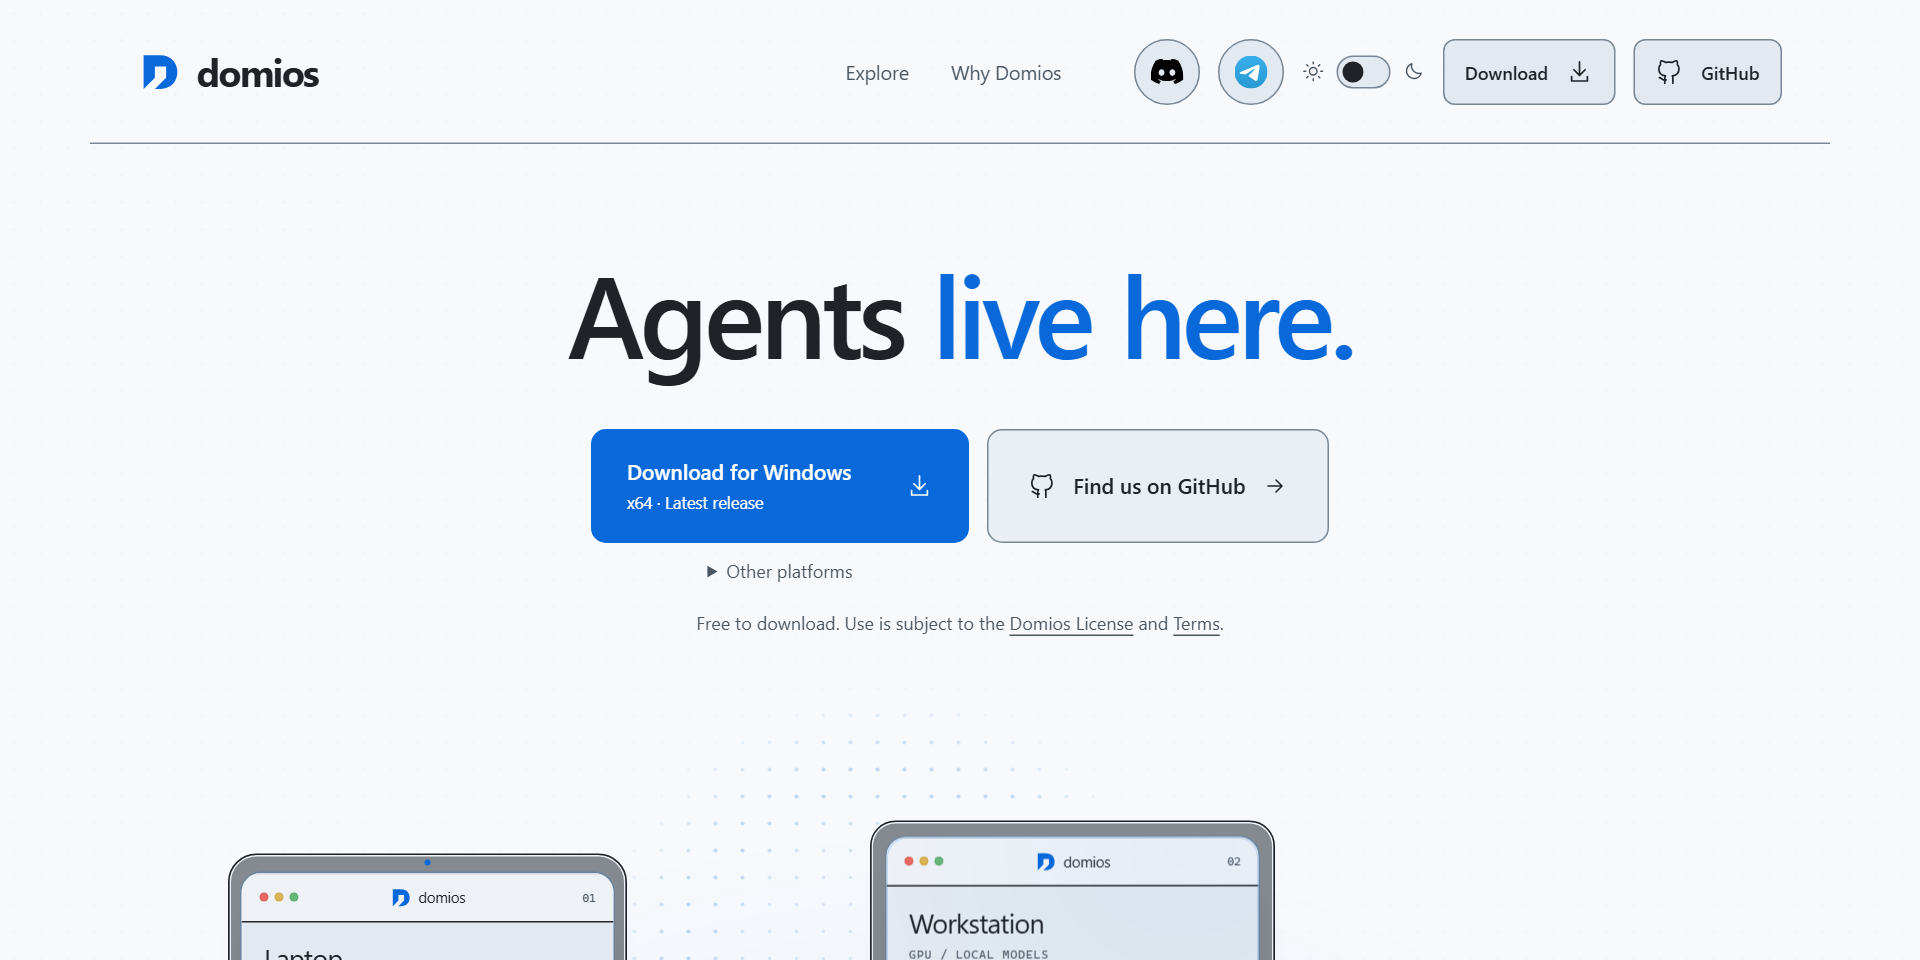 domios
Explore
Why Domios
Download
GitHub
Agents live here.
Download for Windows
x64 · Latest release
Find us on GitHub
Other platforms
Free to download. Use is subject to the Domios License and Terms.
domios
01
Laptop
domios
02
Workstation
GPU / LOCAL MODELS